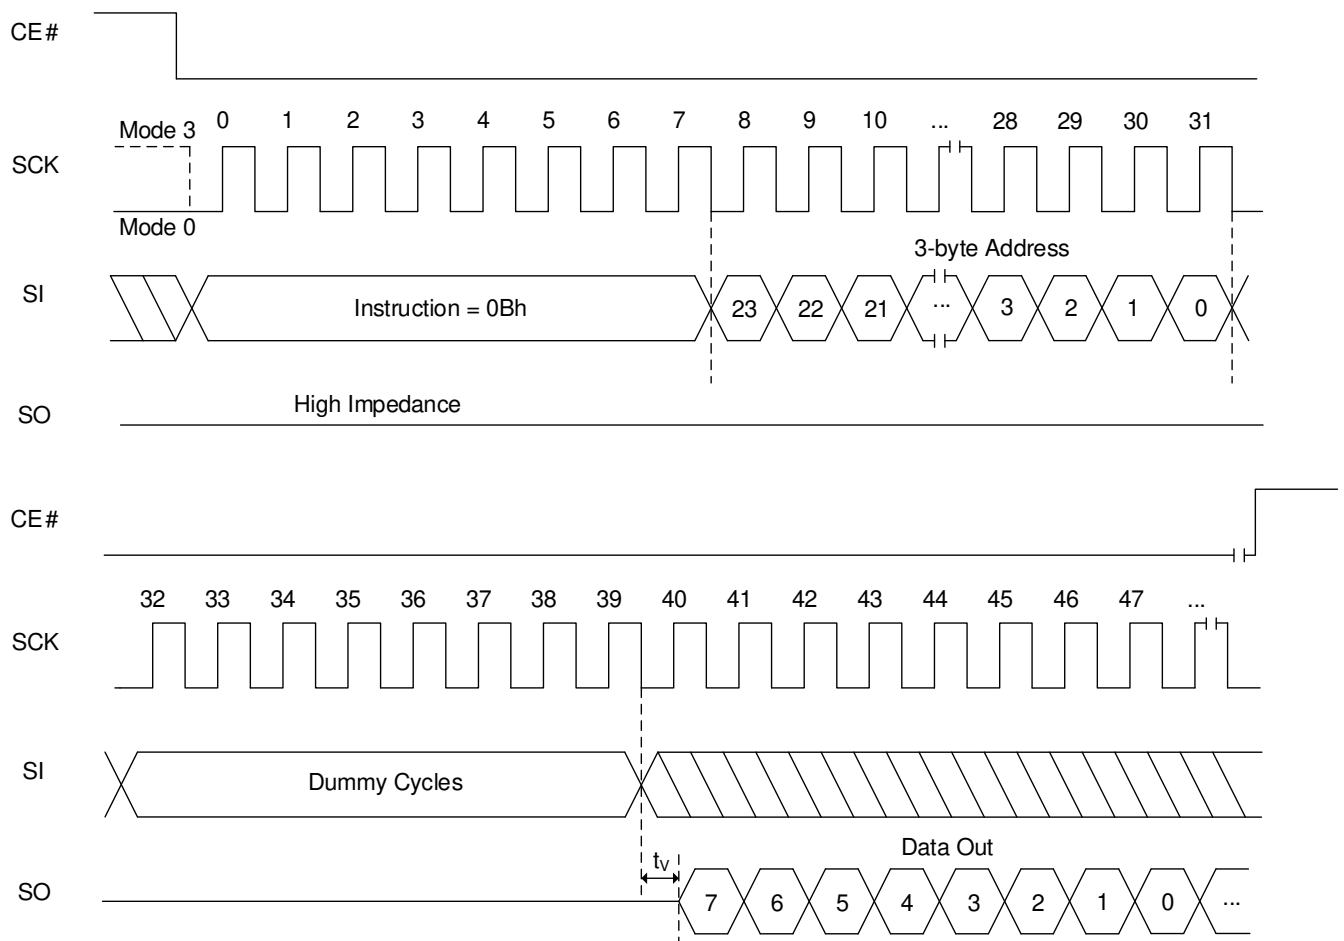 CE#
Mode 3
0 1 2 3 4 5 6 7 8 9 10 ... 28 29 30 31
SCK
Mode 0
3-byte Address
SI
Instruction = 0Bh
23 22 21 ... 3 2 1 0
High Impedance
SO
CE#
32 33 34 35 36 37 38 39 40 41 42 43 44 45 46 47 ...
SCK
SI
Dummy Cycles
Data Out
tV
SO
7 6 5 4 3 2 1 0 ...